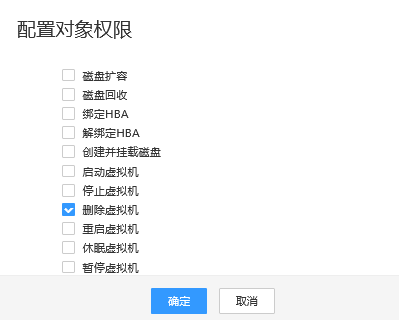 配置对象权限
磁盘扩容
磁盘回收
绑定HBA
解绑定HBA
创建并挂载磁盘
启动虚拟机
停止虚拟机
删除虚拟机
重启虚拟机
休眠虚拟机
暂停虚拟机
确定
取消